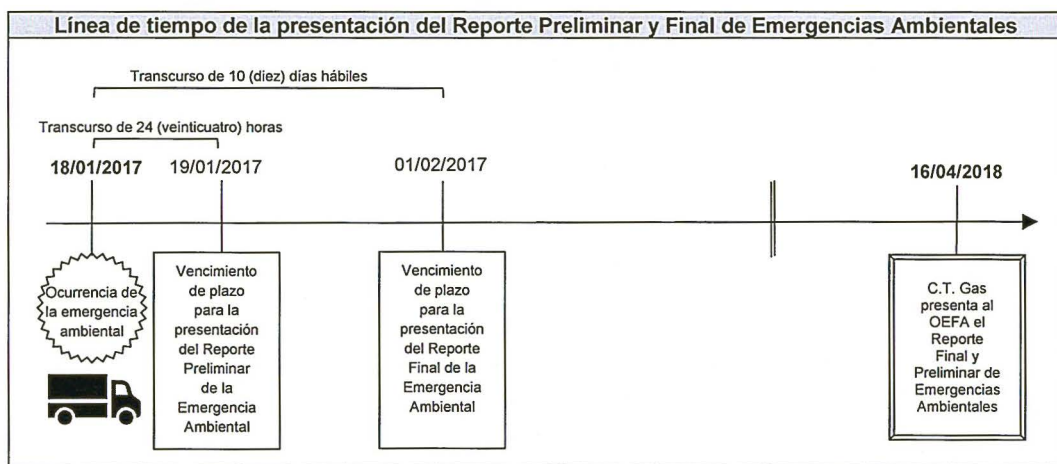 Línea de tiempo de la presentación del Reporte Preliminar y Final de Emergencias Ambientales
Transcurso de 10 (diez) días hábiles
Transcurso de 24 (veinticuatro) horas
18/01/2017
19/01/2017
01/02/2017
16/04/2018
Ocurrencia de
la emergencia
ambiental
Vencimiento
de plazo
para la
presentación
del Reporte
Preliminar
de la
Emergencia
Ambiental
Vencimiento
de plazo
para la
presentación
del Reporte
Final de la
Emergencia
Ambiental
C.T. Gas
presenta al
OEFA el
Reporte
Final y
Preliminar de
Emergencias
Ambientales